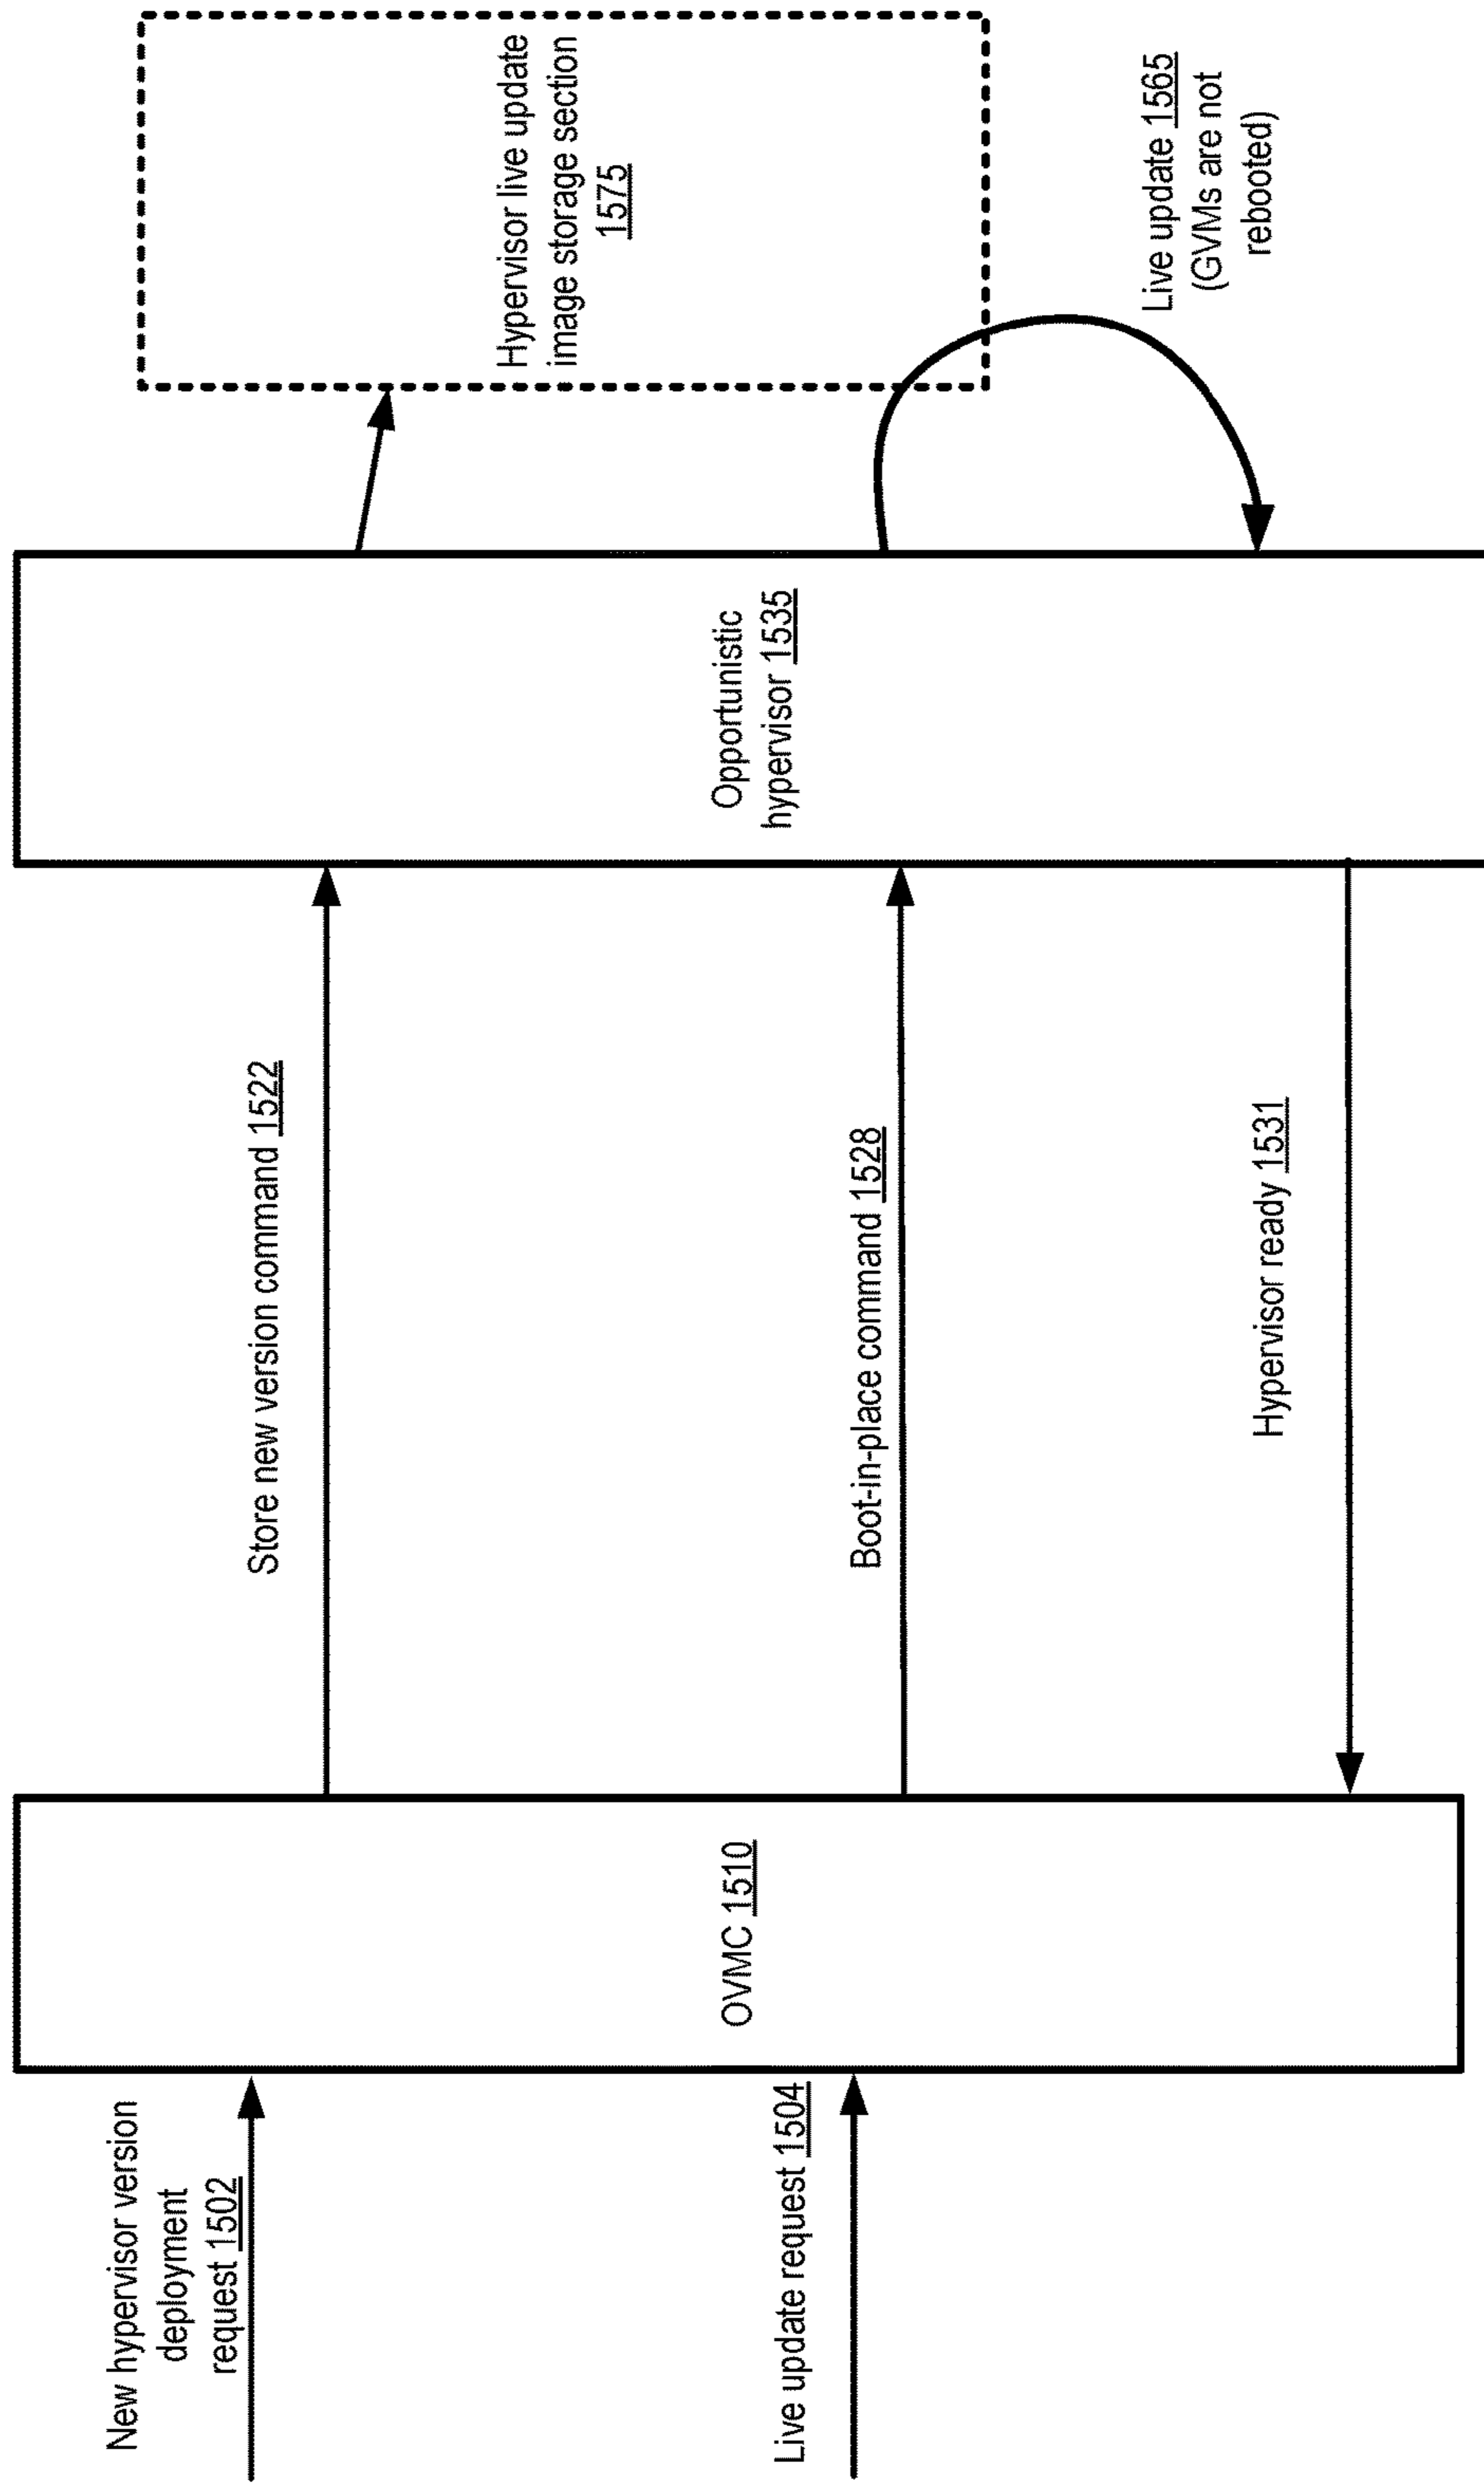 New hypervisor version
deployment
request 1502
Live update request 1504
OVMC 1510
Store new version command 1522
Boot-in-place command 1528
Hypervisor ready 1531
Opportunistic
hypervisor 1535
Hypervisor live update
image storage section
1575
Live update 1565
(GVMs are not
rebooted)